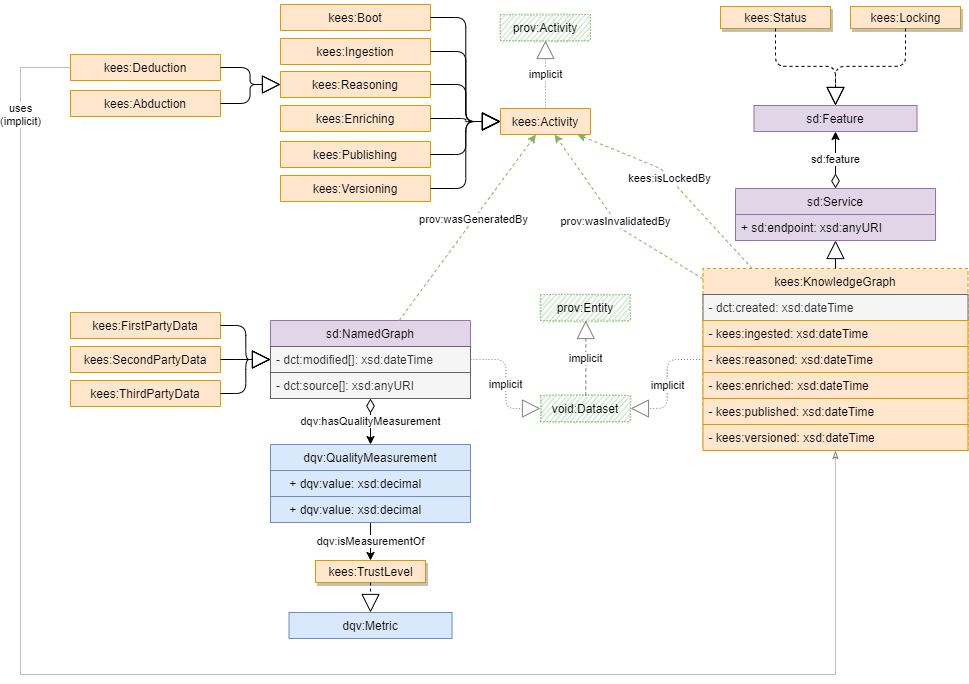 kees:Boot
kees:Ingestion
kees:Reasoning
kees:Enriching
kees:Publishing
kees:Versioning
kees:Deduction
kees:Abduction
uses
(implicit)
prov:Activity
implicit
kees:Activity
kees:Status
kees:Locking
sd:Feature
sd:feature
sd:Service
+ sd:endpoint: xsd:anyURI
kees:isLockedBy
prov:wasGeneratedBy
prov:wasInvalidatedBy
kees:KnowledgeGraph
- dct:created: xsd:dateTime
- kees:ingested: xsd:dateTime
- kees:reasoned: xsd:dateTime
- kees:enriched: xsd:dateTime
- kees:published: xsd:dateTime
- kees:versioned: xsd:dateTime
prov:Entity
implicit
void:Dataset
implicit
implicit
kees:FirstPartyData
kees:SecondPartyData
kees:ThirdPartyData
sd:NamedGraph
- dct:modified[]: xsd:dateTime
- dct:source[]: xsd:anyURI
dqv:hasQualityMeasurement
dqv:QualityMeasurement
+ dqv:value: xsd:decimal
+ dqv:value: xsd:decimal
dqv:isMeasurementOf
kees:TrustLevel
dqv:Metric